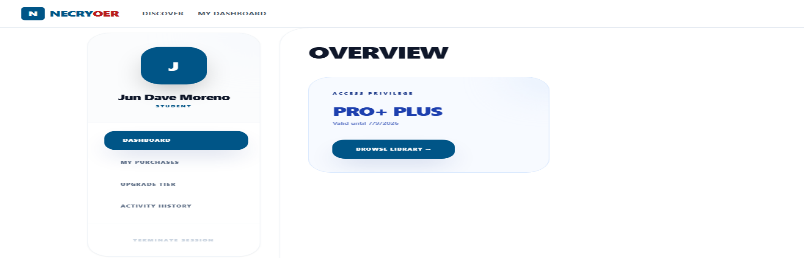 N NECRYOER DISCOVER MY DASHBOARD
J
Jun Dave Moreno
STUDENT
DASHBOARD
MY PURCHASES
UPGRADE TIER
ACTIVITY HISTORY
TERMINATE SESSION
OVERVIEW
ACCESS PRIVILEGE
PRO+ PLUS
Valid until 7/9/2026
BROWSE LIBRARY →